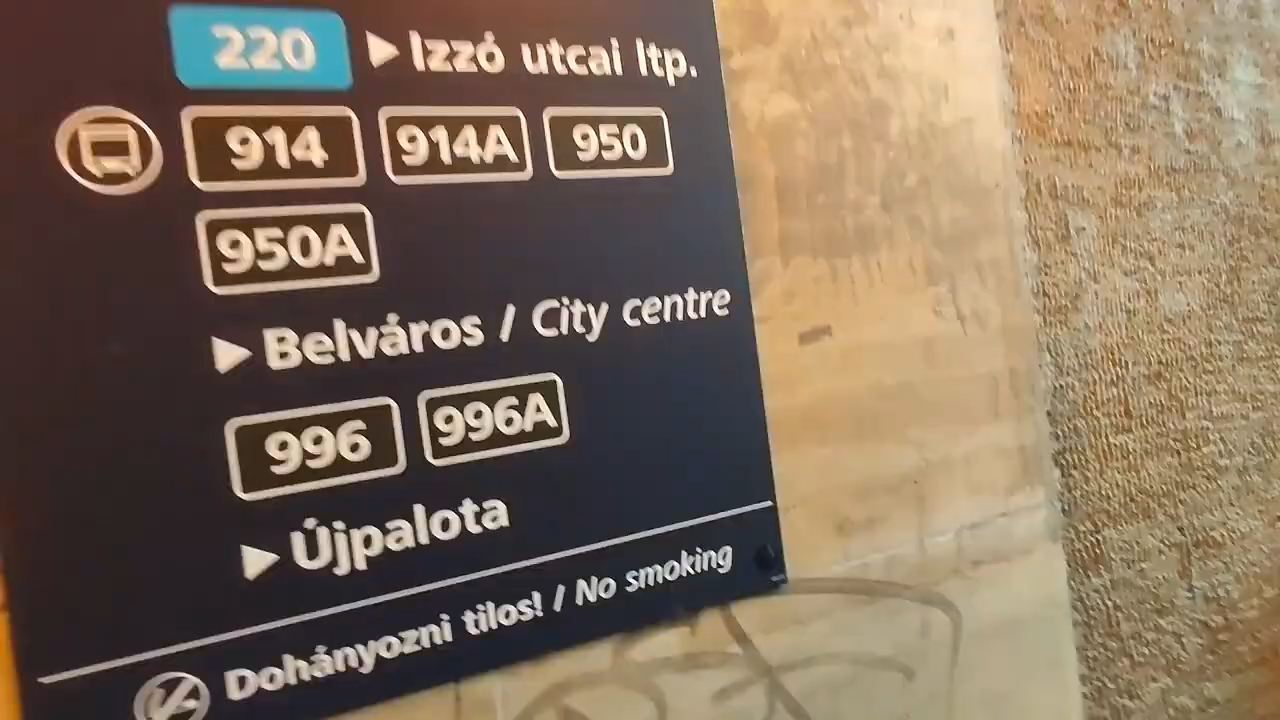 220 ▶ Izzó utcai ltp.
914 914A 950
950A
▶ Belváros / City centre
996 996A
▶ Újpalota
Dohányozni tilos! / No smoking